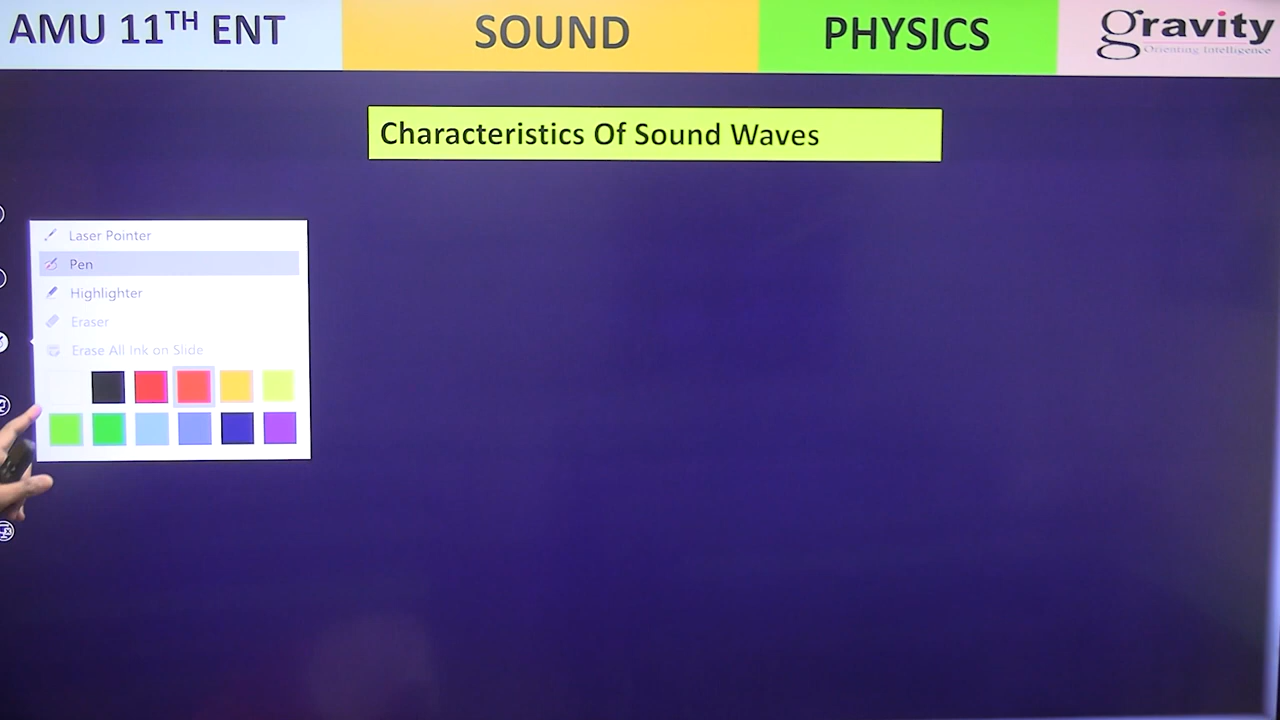 AMU 11TH ENT
SOUND
PHYSICS
gravity
Orienting Intelligence
Characteristics Of Sound Waves
Laser Pointer
Pen
Highlighter
Eraser
Erase All Ink on Slide